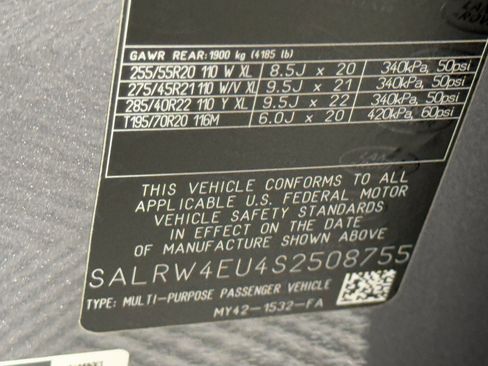 GAWR REAR: 1900 kg (4185 lb)
255/55R20 110 W XL 8.5J x 20 340kPa, 50psi
275/45R21 110 W/V XL 9.5J x 21 340kPa, 50psi
285/40R22 110 Y XL 9.5J x 22 340kPa, 50psi
T195/70R20 116M 6.0J x 20 420kPa, 60psi
THIS VEHICLE CONFORMS TO ALL
APPLICABLE U.S. FEDERAL MOTOR
VEHICLE SAFETY STANDARDS
IN EFFECT ON THE DATE
OF MANUFACTURE SHOWN ABOVE
SALRW4EU4S2508755
TYPE: MULTI-PURPOSE PASSENGER VEHICLE
MY42-1532-FA